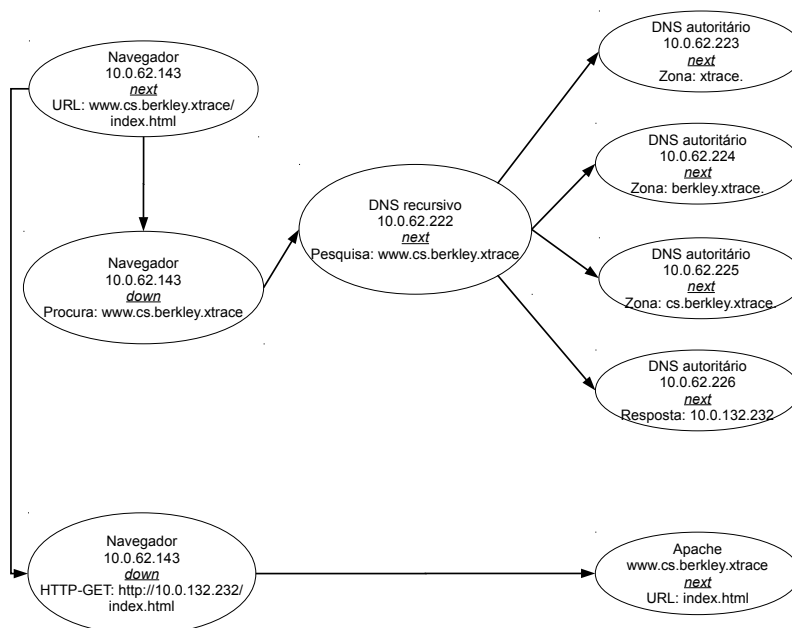 Navegador
10.0.62.143
next
URL: www.cs.berkley.xtrace/
index.html
Navegador
10.0.62.143
down
Procura: www.cs.berkley.xtrace
DNS recursivo
10.0.62.222
next
Pesquisa: www.cs.berkley.xtrace
DNS autoritário
10.0.62.223
next
Zona: xtrace.
DNS autoritário
10.0.62.224
next
Zona: berkley.xtrace.
DNS autoritário
10.0.62.225
next
Zona: cs.berkley.xtrace.
DNS autoritário
10.0.62.226
next
Resposta: 10.0.132.232
Navegador
10.0.62.143
down
HTTP-GET: http://10.0.132.232/
index.html
Apache
www.cs.berkley.xtrace
next
URL: index.html